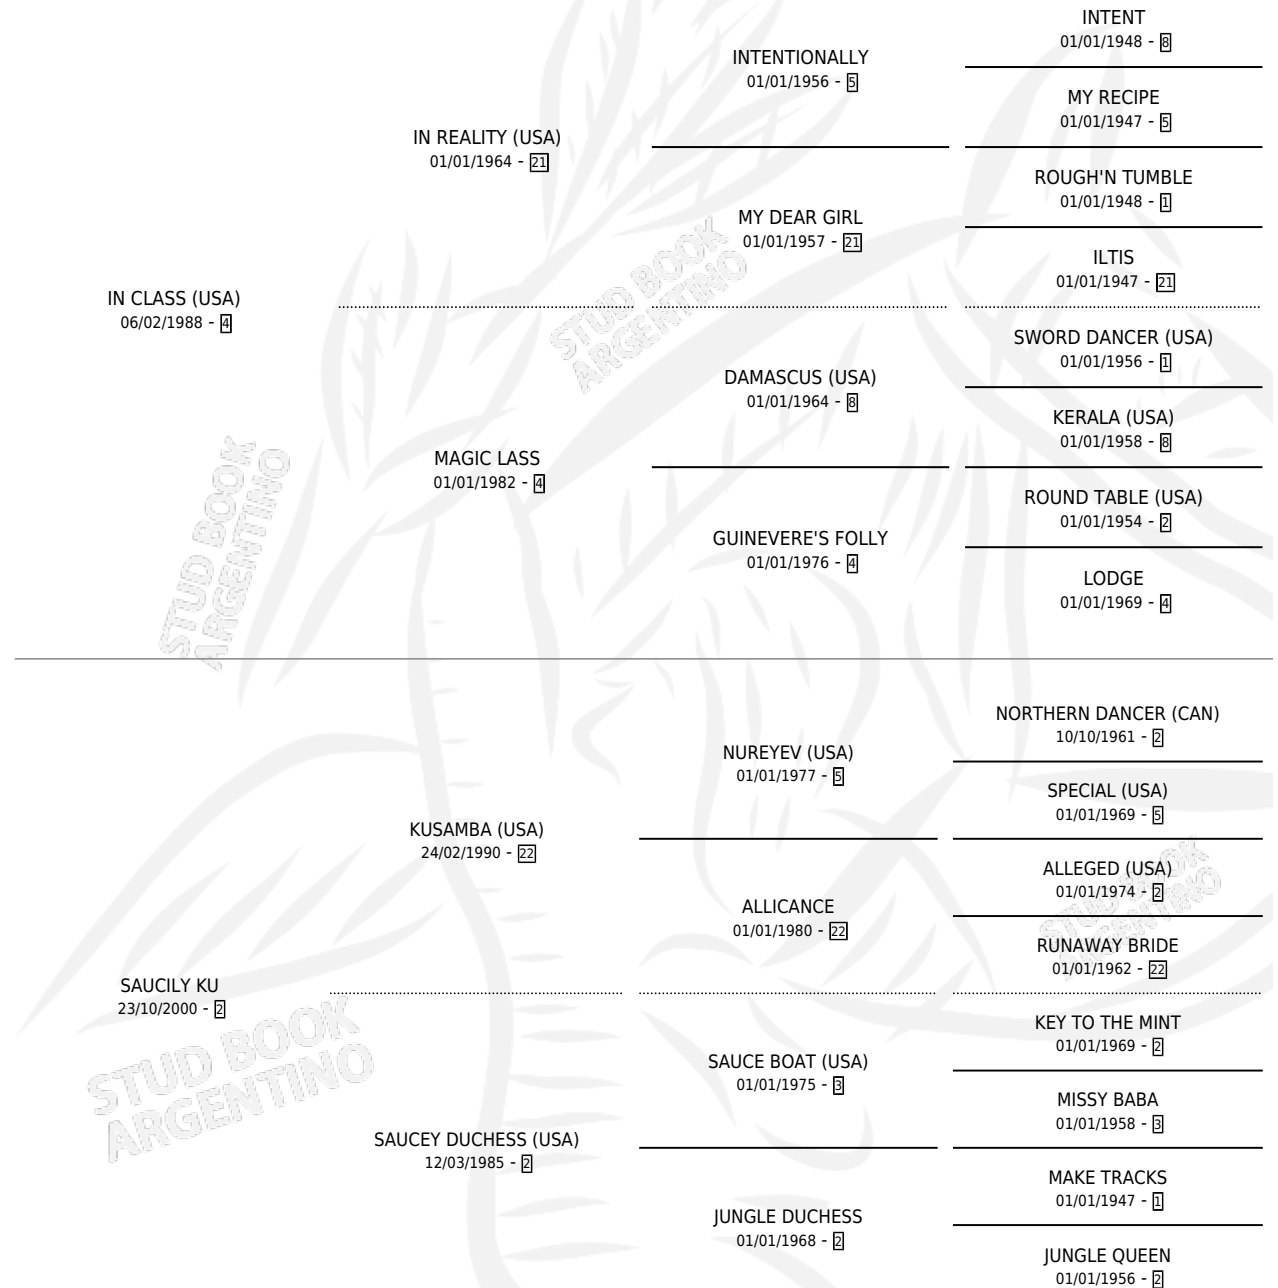 INTENT
01/01/1948 - 8
INTENTIONALLY
01/01/1956 - 5
MY RECIPE
01/01/1947 - 5
IN REALITY (USA)
01/01/1964 - 21
ROUGH'N TUMBLE
01/01/1948 - 1
MY DEAR GIRL
01/01/1957 - 21
ILTIS
01/01/1947 - 21
IN CLASS (USA)
06/02/1988 - 4
SWORD DANCER (USA)
01/01/1956 - 1
DAMASCUS (USA)
01/01/1964 - 8
KERALA (USA)
01/01/1958 - 8
MAGIC LASS
01/01/1982 - 4
ROUND TABLE (USA)
01/01/1954 - 2
GUINEVERE'S FOLLY
01/01/1976 - 4
LODGE
01/01/1969 - 4
NORTHERN DANCER (CAN)
10/10/1961 - 2
NUREYEV (USA)
01/01/1977 - 5
SPECIAL (USA)
01/01/1969 - 5
KUSAMBA (USA)
24/02/1990 - 22
ALLEGED (USA)
01/01/1974 - 2
ALLICANCE
01/01/1980 - 22
RUNAWAY BRIDE
01/01/1962 - 22
SAUCILY KU
23/10/2000 - 2
KEY TO THE MINT
01/01/1969 - 2
SAUCE BOAT (USA)
01/01/1975 - 3
MISSY BABA
01/01/1958 - 3
SAUCEY DUCHESS (USA)
12/03/1985 - 2
MAKE TRACKS
01/01/1947 - 1
JUNGLE DUCHESS
01/01/1968 - 2
JUNGLE QUEEN
01/01/1956 - 2
STUD BOOK
ARGENTINO
STUD BOOK
ARGENTINO
STUD BOOK
ARGENTINO
STUD BOOK
ARGENTINO